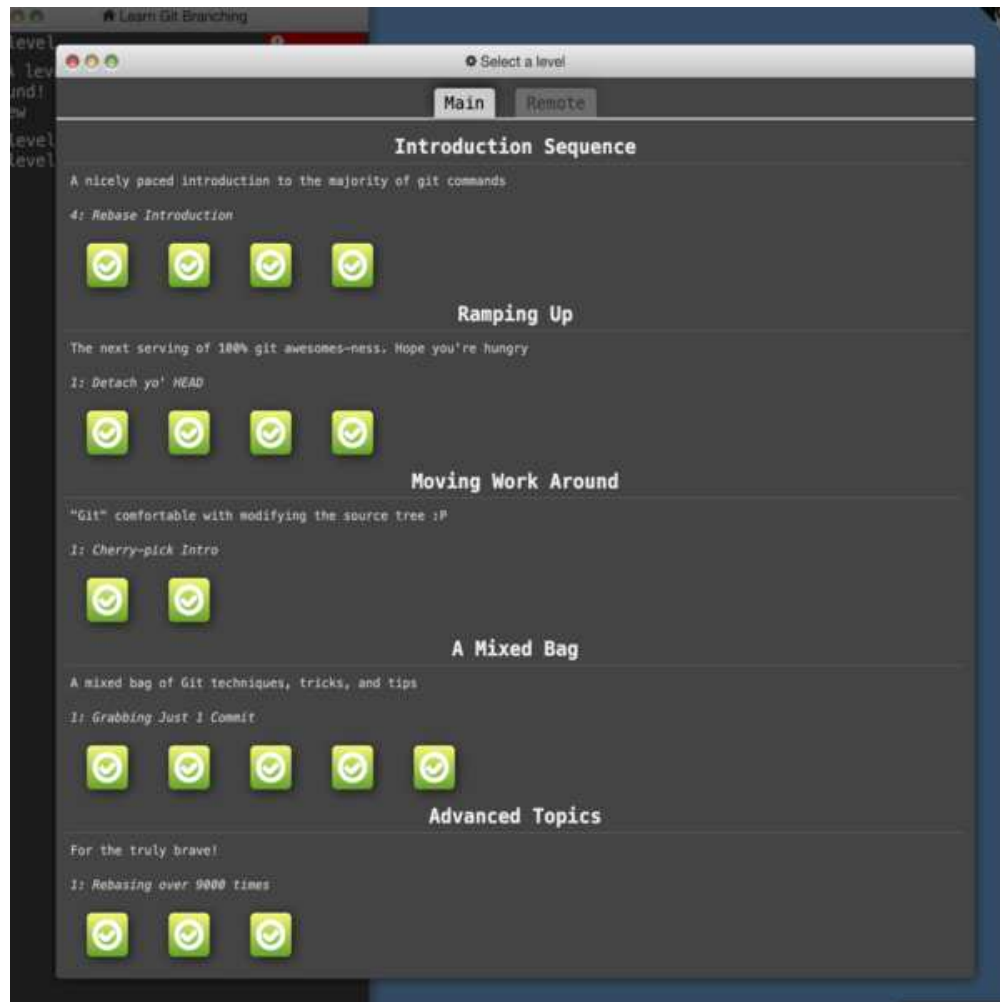 Learn Git Branching
level
Select a level
Main Remote
Introduction Sequence
A nicely paced introduction to the majority of git commands
4: Rebase Introduction
Ramping Up
The next serving of 100% git awesomes-ness. Hope you're hungry
1: Detach yo' HEAD
Moving Work Around
"Git" comfortable with modifying the source tree :P
1: Cherry-pick Intro
A Mixed Bag
A mixed bag of Git techniques, tricks, and tips
1: Grabbing Just 1 Commit
Advanced Topics
For the truly brave!
1: Rebasing over 9000 times